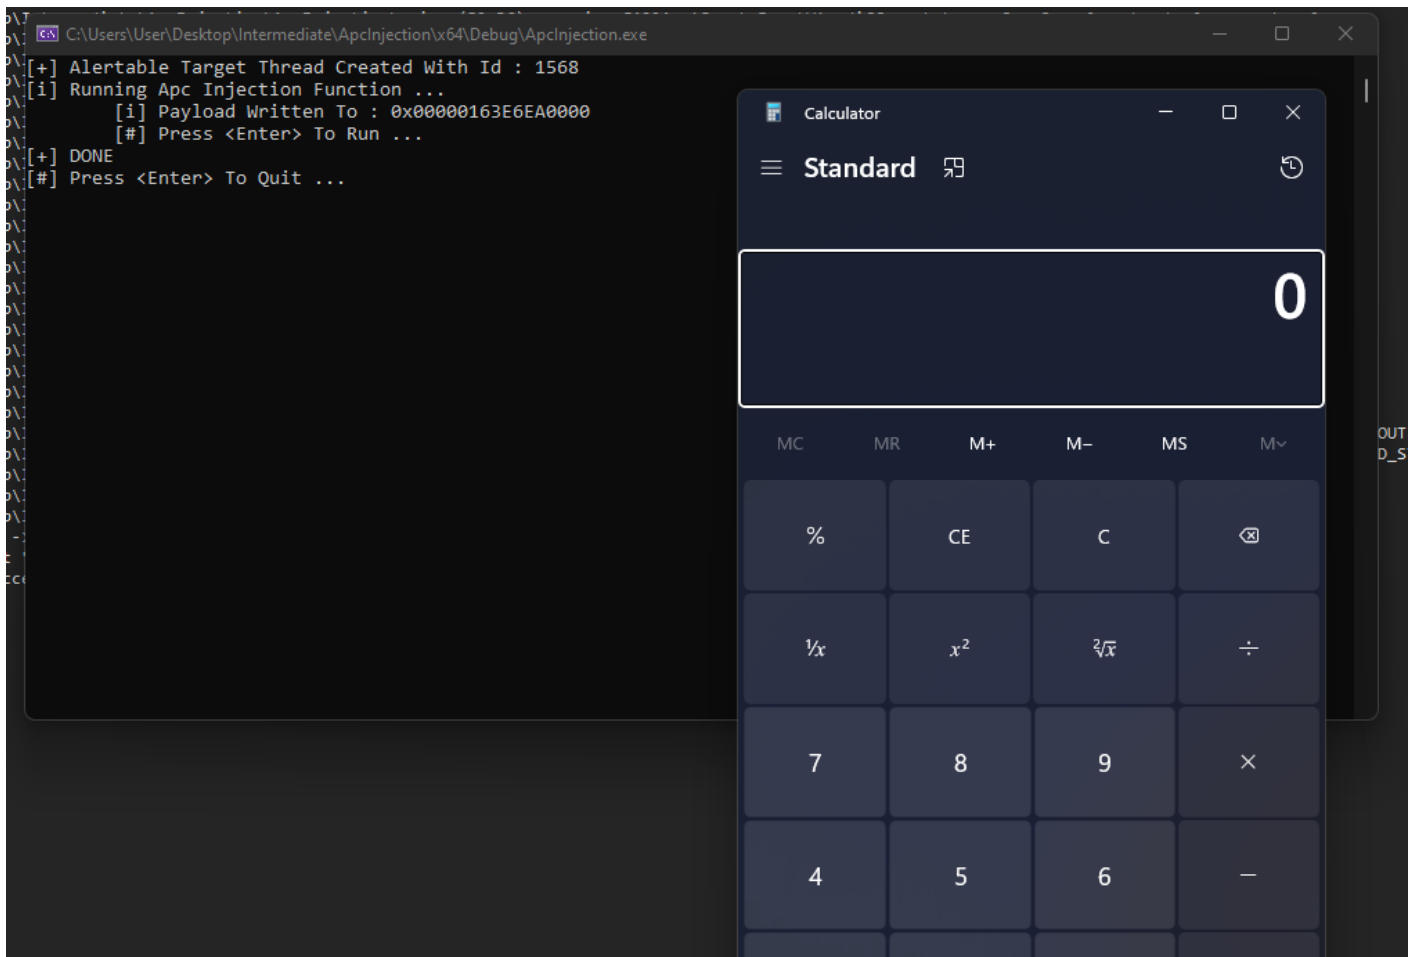 C:\Users\User\Desktop\Intermediate\ApcInjection\x64\Debug\ApcInjection.exe
[+] Alertable Target Thread Created With Id : 1568
[i] Running Apc Injection Function ...
[i] Payload Written To : 0x00000163E6EA0000
[#] Press <Enter> To Run ...
[+] DONE
[#] Press <Enter> To Quit ...
Calculator
Standard
0
MC MR M+ M− MS M
% CE C
¹/x x² ²√x ÷
7 8 9 ×
4 5 6 −
OUT
D_S